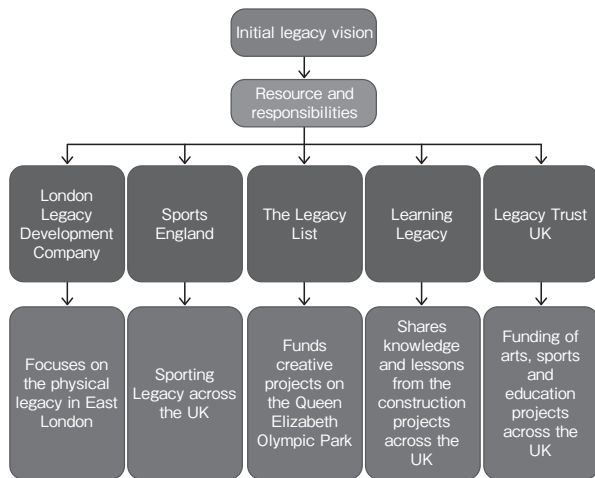 Initial legacy vision
Resource and
responsibilities
London
Legacy
Development
Company
Sports
England
The Legacy
List
Learning
Legacy
Legacy Trust
UK
Focuses on
the physical
legacy in East
London
Sporting
Legacy across
the UK
Funds
creative
projects on
the Queen
Elizabeth
Olympic Park
Shares
knowledge
and lessons
from the
construction
projects
across the
UK
Funding of
arts, sports
and
education
projects
across the
UK